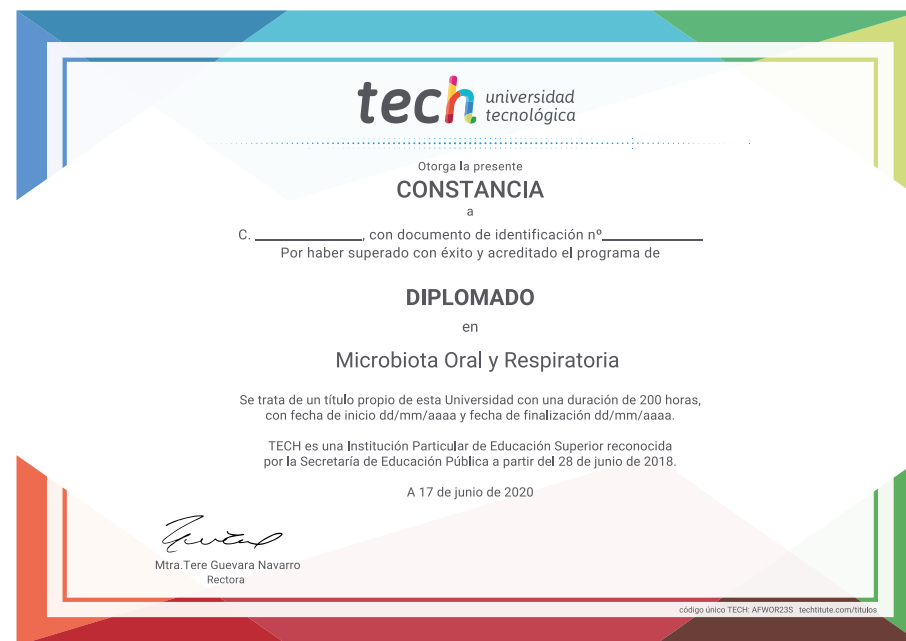 tech universidad
tecnológica
Otorga la presente
CONSTANCIA
a
C. ______________, con documento de identificación nº_____________
Por haber superado con éxito y acreditado el programa de
DIPLOMADO
en
Microbiota Oral y Respiratoria
Se trata de un título propio de esta Universidad con una duración de 200 horas,
con fecha de inicio dd/mm/aaaa y fecha de finalización dd/mm/aaaa.
TECH es una Institución Particular de Educación Superior reconocida
por la Secretaría de Educación Pública a partir del 28 de junio de 2018.
A 17 de junio de 2020
Mtra.Tere Guevara Navarro
Rectora
código único TECH: AFWOR23S techtitute.com/titulos